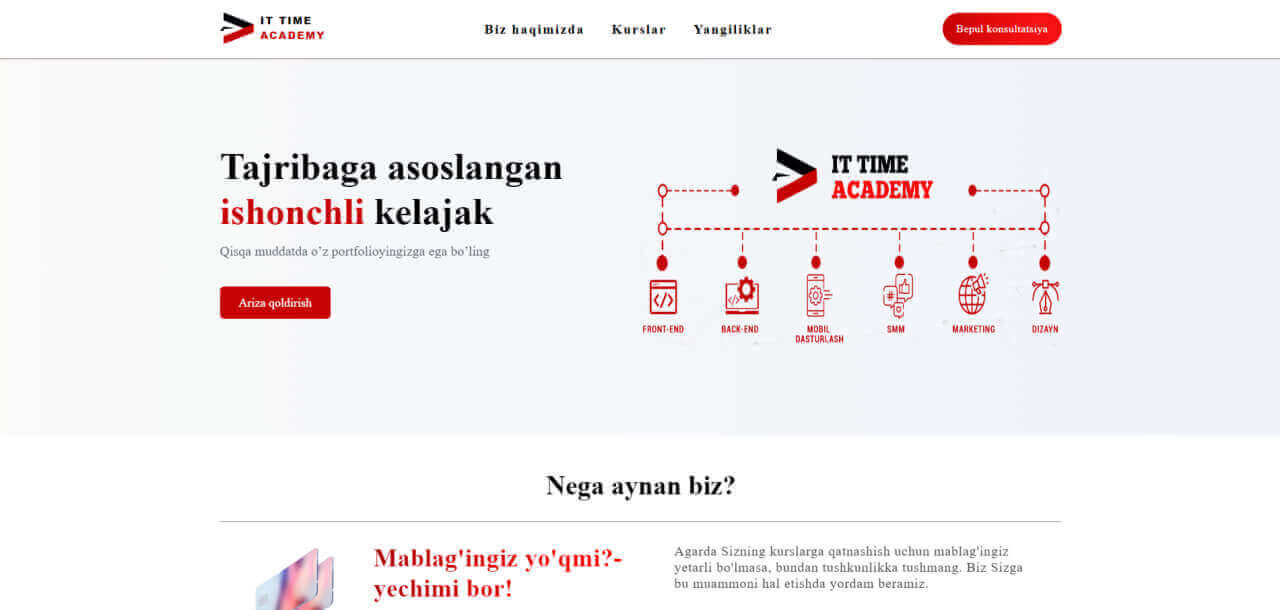 IT TIME
ACADEMY
Biz haqimizda
Kurslar
Yangiliklar
Bepul konsultatsiya
Tajribaga asoslangan
ishonchli kelajak
Qisqa muddatda o’z portfolioyingizga ega bo’ling
Ariza qoldirish
IT TIME
ACADEMY
</>
</>
#
FRONT-END
BACK-END
MOBIL
DASTURLASH
SMM
MARKETING
DIZAYN
Nega aynan biz?
Mablag'ingiz yo'qmi?-
yechimi bor!
Agarda Sizning kurslarga qatnashish uchun mablag'ingiz
yetarli bo'lmasa, bundan tushkunlikka tushmang. Biz Sizga
bu muammoni hal etishda yordam beramiz.